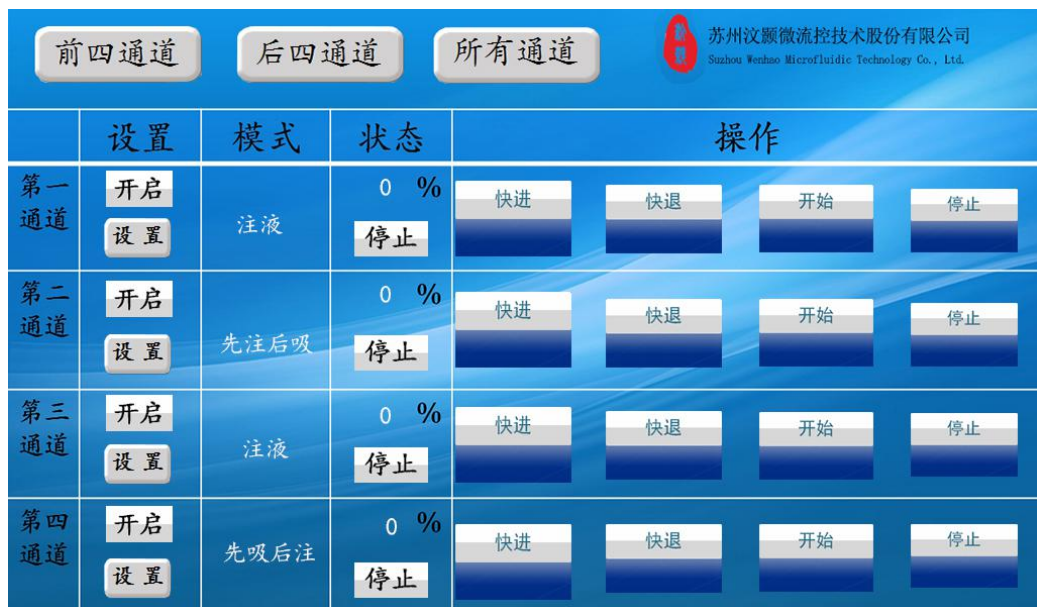 前四通道 后四通道 所有通道
苏州汶颢微流控技术股份有限公司
Suzhou Wenhao Microfluidic Technology Co., Ltd.
设置 模式 状态 操作
第一通道
开启
设置
注液
0 %
停止
快进 快退 开始 停止
第二通道
开启
设置
先注后吸
0 %
停止
快进 快退 开始 停止
第三通道
开启
设置
注液
0 %
停止
快进 快退 开始 停止
第四通道
开启
设置
先吸后注
0 %
停止
快进 快退 开始 停止